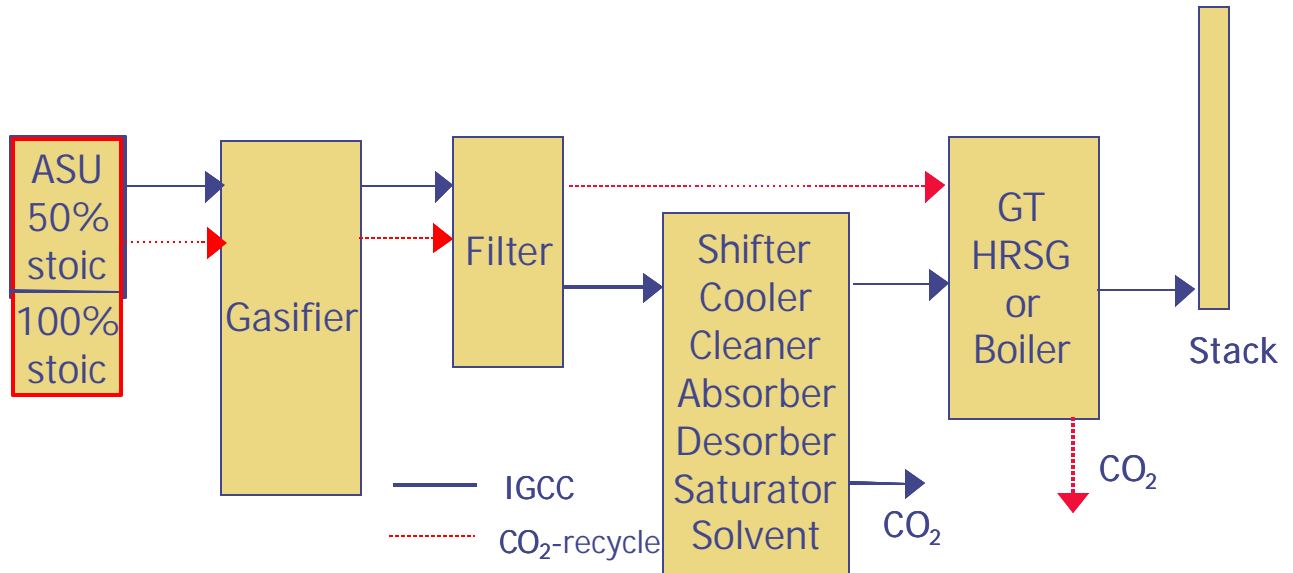 ASU
50%
stoic
100%
stoic
Gasifier
Filter
Shifter
Cooler
Cleaner
Absorber
Desorber
Saturator
Solvent
GT
HRSG
or
Boiler
Stack
CO₂
CO₂
IGCC
CO₂-recycle